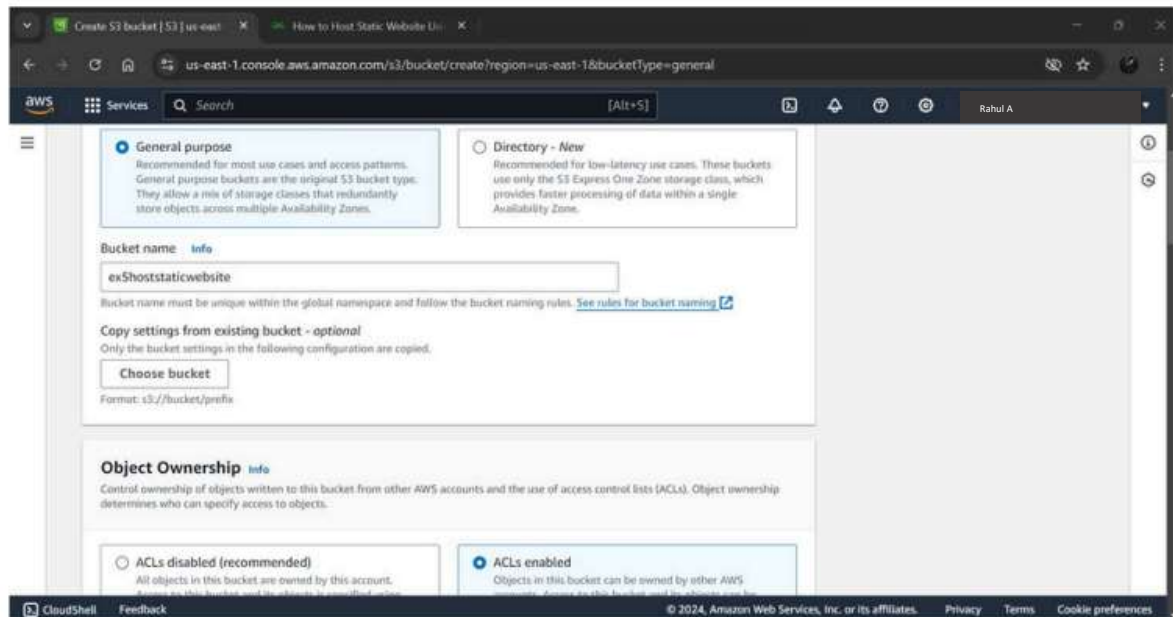 Create S3 bucket | S3 | us-east
How to Host Static Website Us
us-east-1.console.aws.amazon.com/s3/bucket/create?region=us-east-1&bucketType=general
aws
Services
Search
[Alt+S]
Rahul A
General purpose
Recommended for most use cases and access patterns.
General purpose buckets are the original S3 bucket type.
They allow a mix of storage classes that redundantly
store objects across multiple Availability Zones.
Directory - New
Recommended for low-latency use cases. These buckets
use only the S3 Express One Zone storage class, which
provides faster processing of data within a single
Availability Zone.
Bucket name Info
ex5hoststaticwebsite
Bucket name must be unique within the global namespace and follow the bucket naming rules. See rules for bucket naming
Copy settings from existing bucket - optional
Only the bucket settings in the following configuration are copied.
Choose bucket
Format: s3://bucket/prefix
Object Ownership Info
Control ownership of objects written to this bucket from other AWS accounts and the use of access control lists (ACLs). Object ownership
determines who can specify access to objects.
ACLs disabled (recommended)
All objects in this bucket are owned by this account.
ACLs enabled
Objects in this bucket can be owned by other AWS
CloudShell
Feedback
© 2024, Amazon Web Services, Inc. or its affiliates.
Privacy
Terms
Cookie preferences